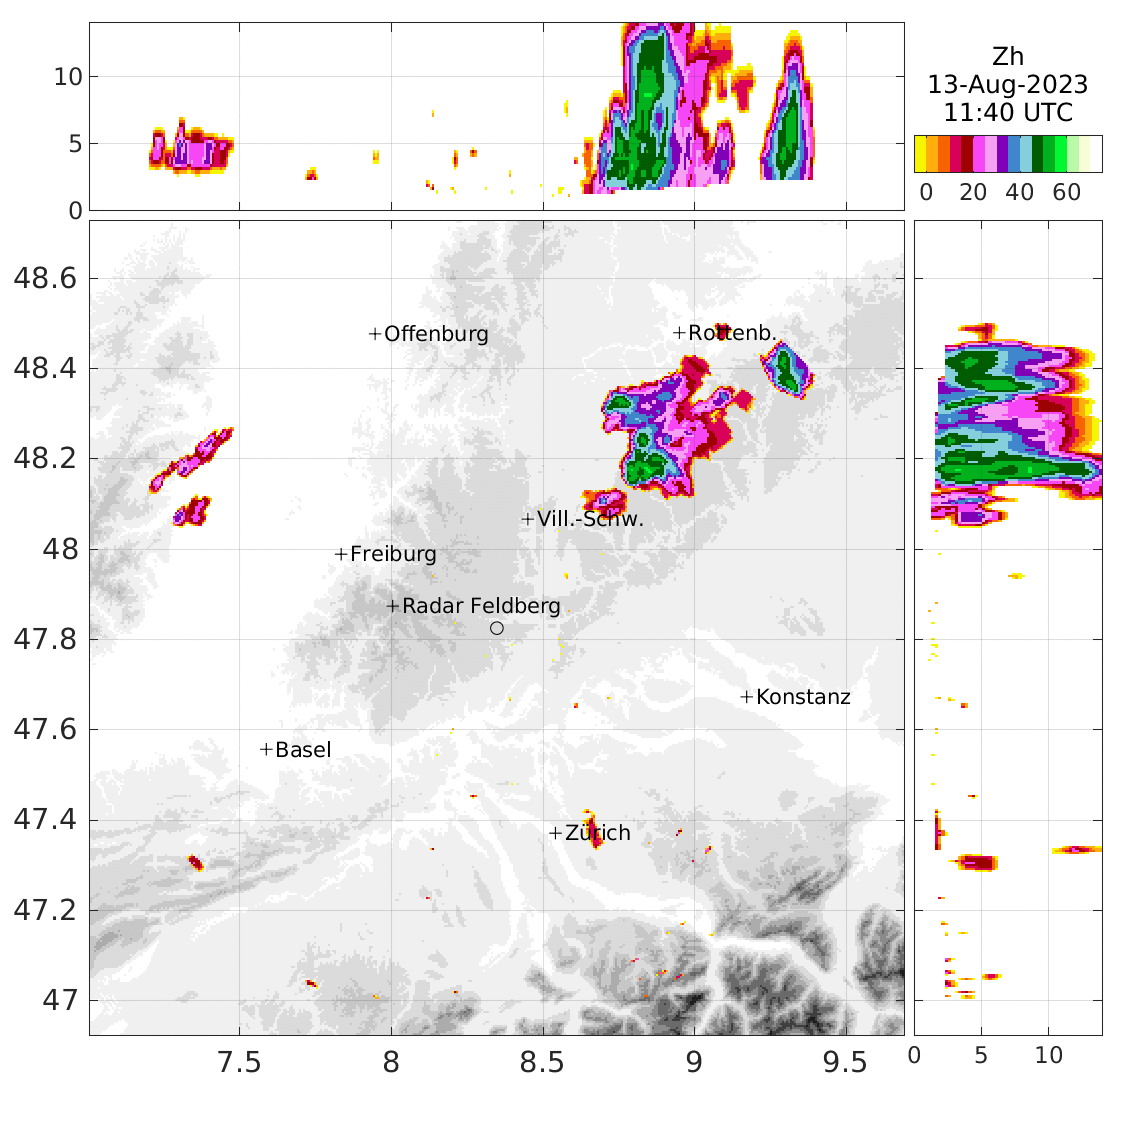 Zh
13-Aug-2023
11:40 UTC
0 20 40 60
10
5
0
48.6
48.4
48.2
48
47.8
47.6
47.4
47.2
47
Offenburg
Rottenb.
Vill.-Schw.
Freiburg
Radar Feldberg
Konstanz
Basel
Zürich
7.5 8 8.5 9 9.5
0 5 10